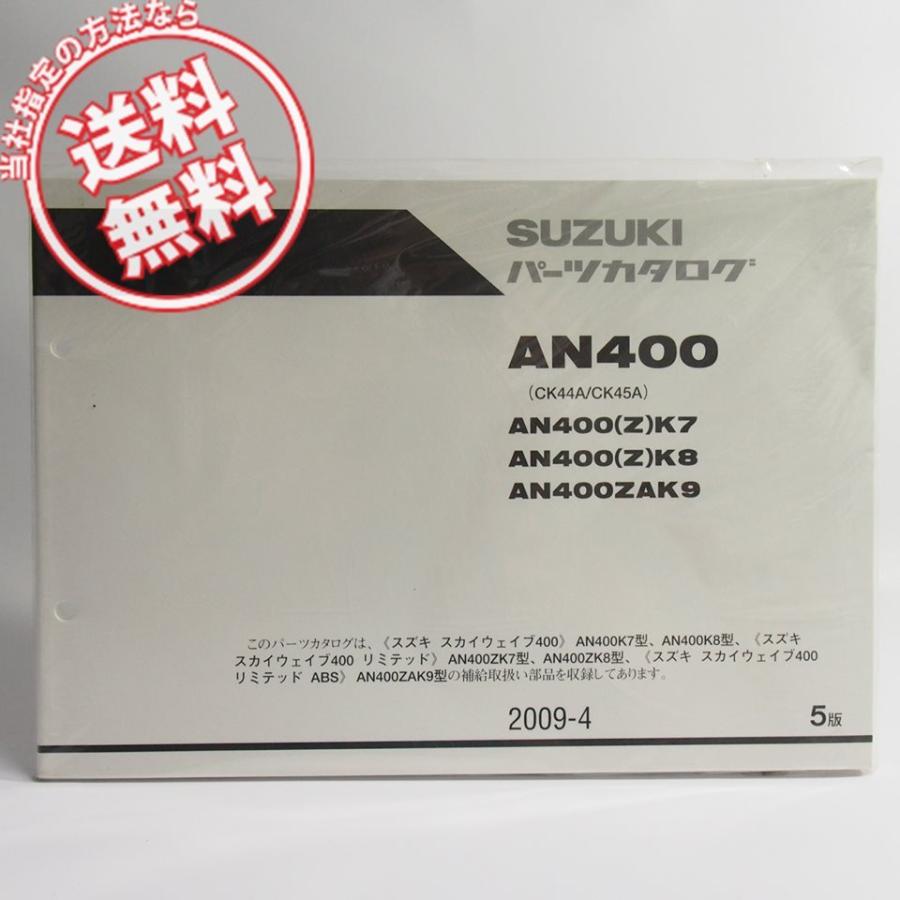 当社指定の方法なら
送料
無料
SUZUKI
パーツカタログ
AN400
（CK44A/CK45A）
AN400(Z)K7
AN400(Z)K8
AN400ZAK9
このパーツカタログは、《スズキ スカイウェイブ400》 AN400K7型、AN400K8型、《スズキ
スカイウェイブ400 リミテッド》 AN400ZK7型、AN400ZK8型、《スズキ スカイウェイブ400
リミテッド ABS》 AN400ZAK9型の補給取扱い部品を収録してあります。
2009-4
5版